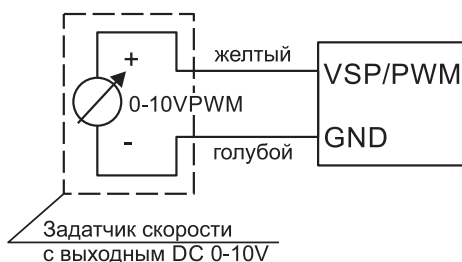 желтый
+
VSP/PWM
0-10VPWM
-
GND
голубой
Задатчик скорости
с выходным DC 0-10V